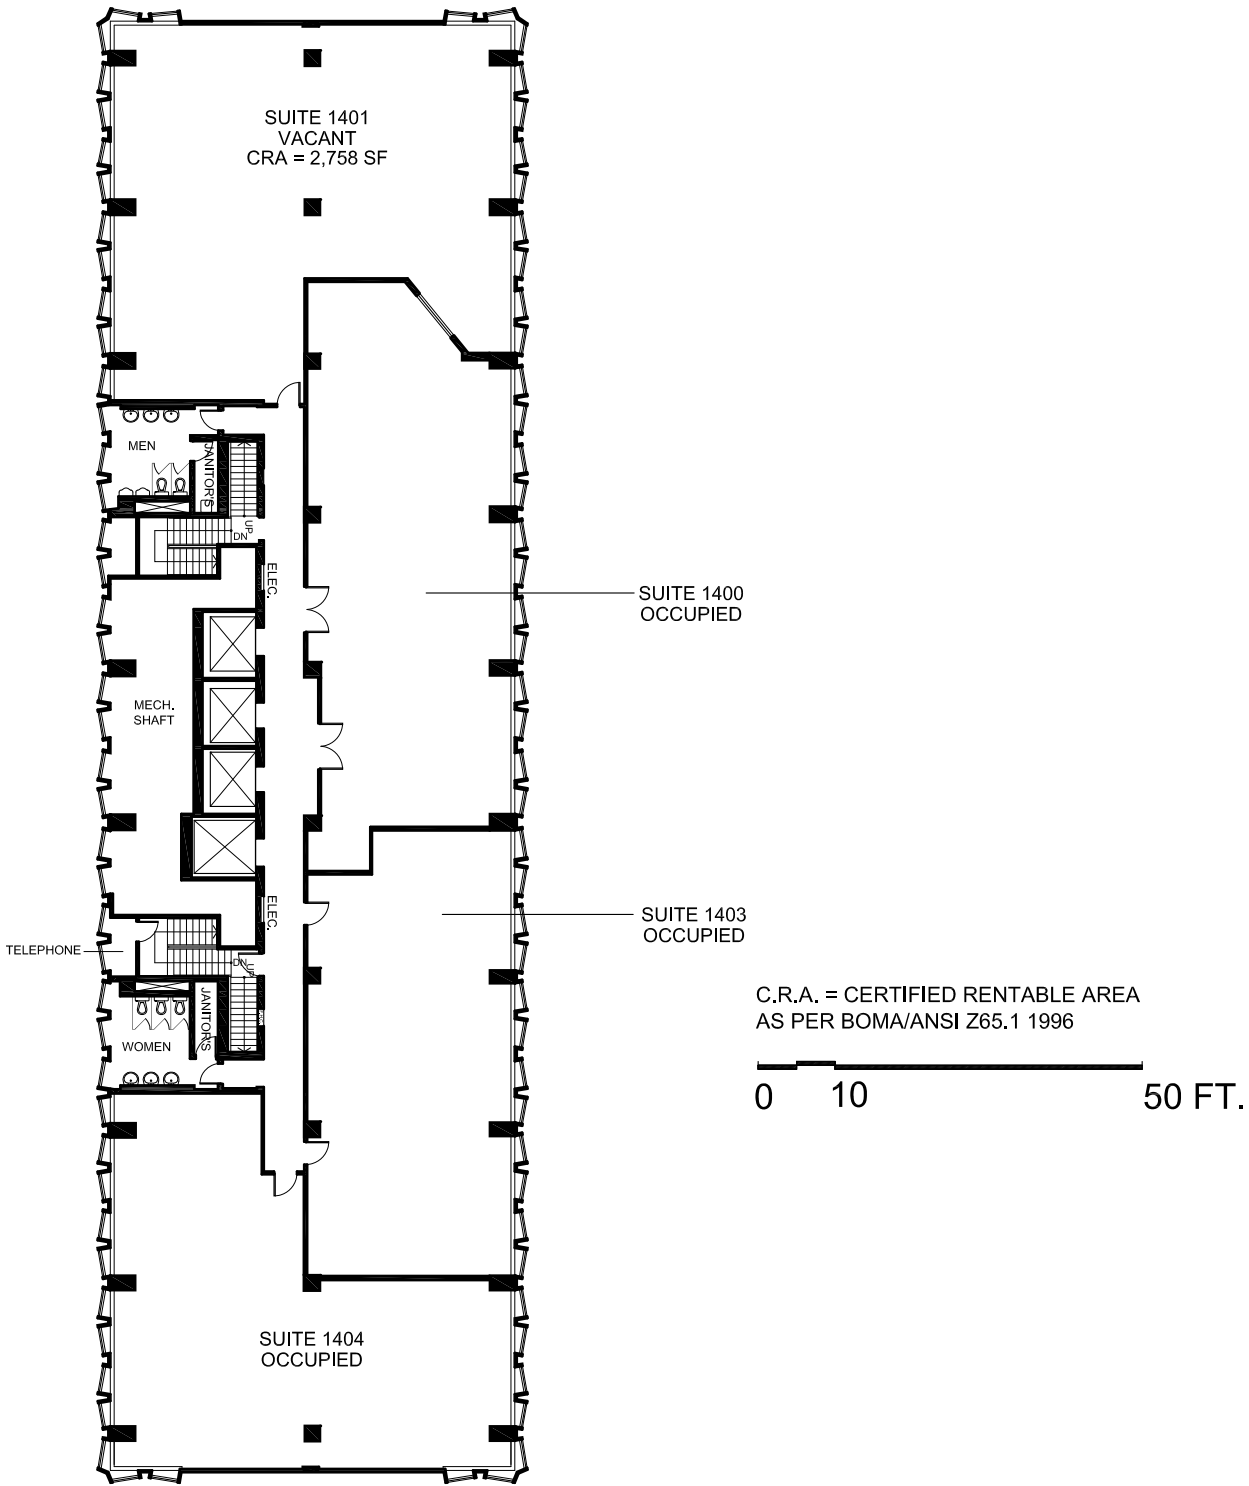 SUITE 1401
VACANT
CRA = 2,758 SF
MEN
JANITOR'S
UP
DN
ELEC.
SUITE 1400
OCCUPIED
MECH.
SHAFT
ELEC.
SUITE 1403
OCCUPIED
TELEPHONE
DN
UP
JANITOR'S
WOMEN
C.R.A. = CERTIFIED RENTABLE AREA
AS PER BOMA/ANSI Z65.1 1996
0 10 50 FT.
SUITE 1404
OCCUPIED